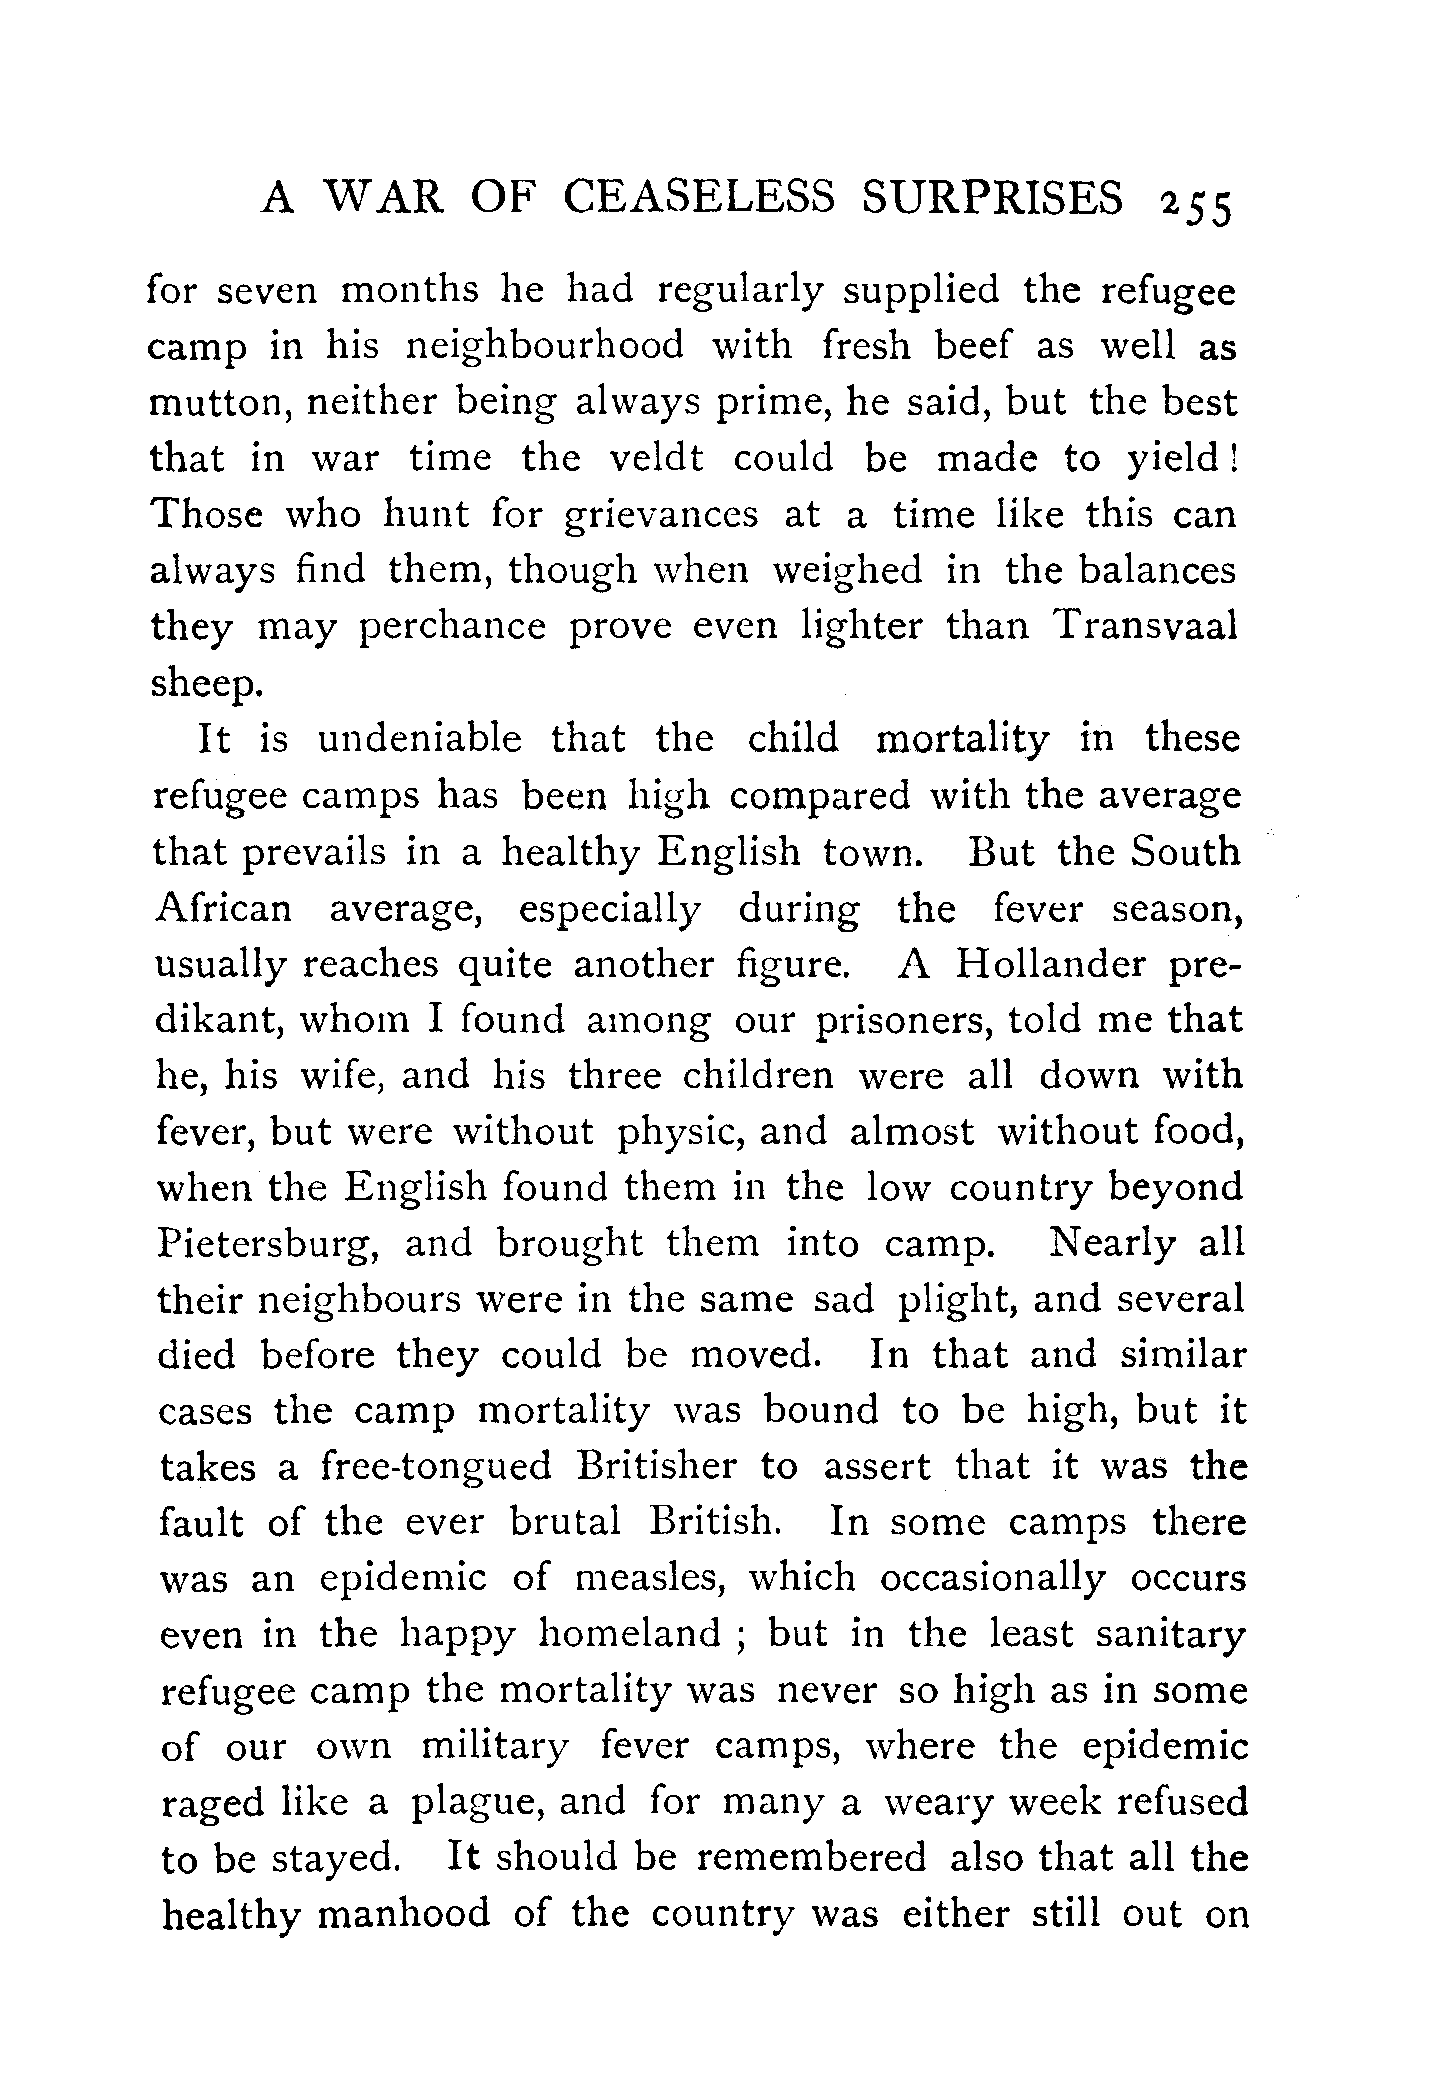 A WAR OF CEASELESS SURPRISES 255
for seven months he had regularly supplied the refugee
camp in his neighbourhood with fresh beef as well as
mutton, neither being always prime, he said, but the best
that in war time the veldt could be made to yield!
Those who hunt for grievances at a time like this can
always find them, though when weighed in the balances
they may perchance prove even lighter than Transvaal
sheep.
It is undeniable that the child mortality in these
refugee camps has been high compared with the average
that prevails in a healthy English town. But the South
African average, especially during the fever season,
usually reaches quite another figure. A Hollander pre-
dikant, whom I found among our prisoners, told me that
he, his wife, and his three children were all down with
fever, but were without physic, and almost without food,
when the English found them in the low country beyond
Pietersburg, and brought them into camp. Nearly all
their neighbours were in the same sad plight, and several
died before they could be moved. In that and similar
cases the camp mortality was bound to be high, but it
takes a free-tongued Britisher to assert that it was the
fault of the ever brutal British. In some camps there
was an epidemic of measles, which occasionally occurs
even in the happy homeland ; but in the least sanitary
refugee camp the mortality was never so high as in some
of our own military fever camps, where the epidemic
raged like a plague, and for many a weary week refused
to be stayed. It should be remembered also that all the
healthy manhood of the country was either still out on